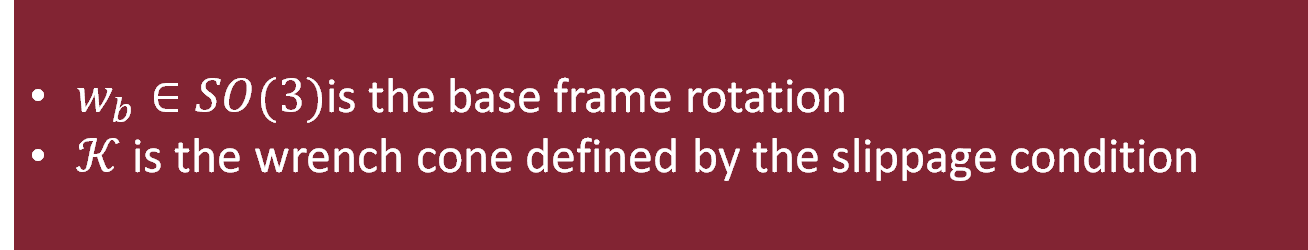 • w_b ∈ SO(3)is the base frame rotation
• 𝒦 is the wrench cone defined by the slippage condition